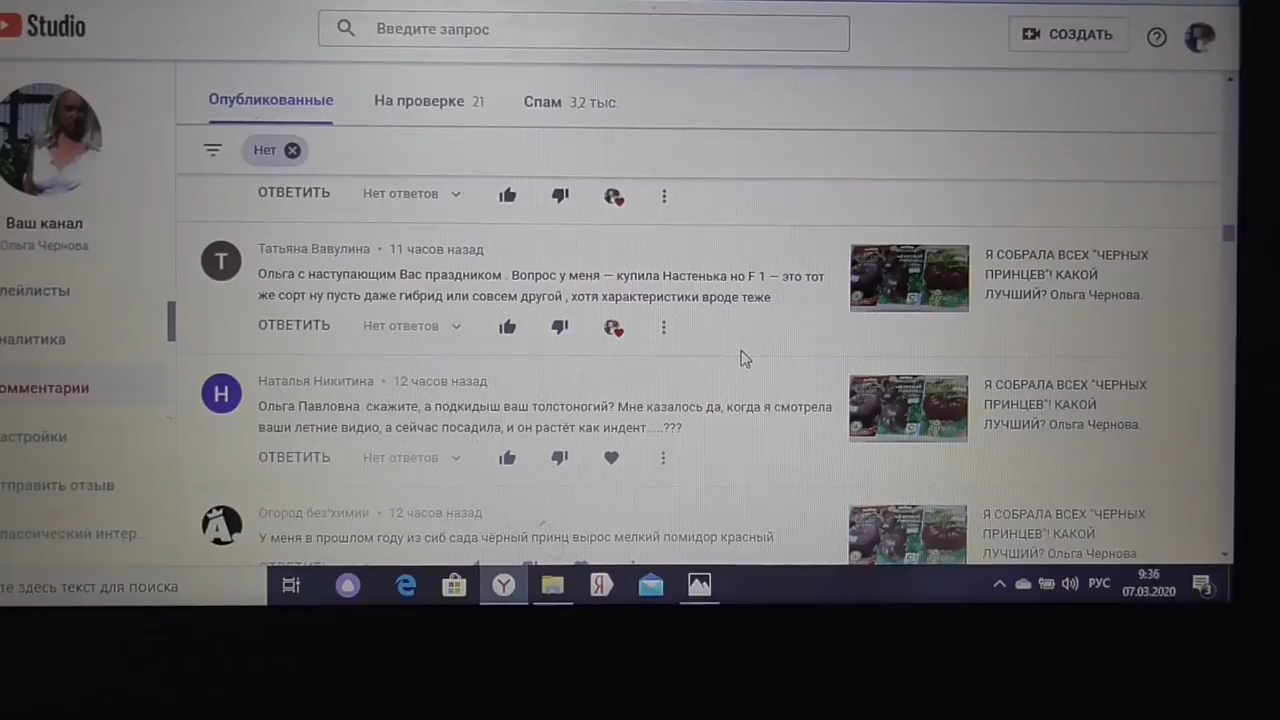 Studio
Введите запрос
СОЗДАТЬ
Опубликованные
На проверке 21
Спам 3,2 тыс.
Нет
ОТВЕТИТЬ Нет ответов
Ваш канал
Ольга Чернова
лейлисты
налитика
омментарии
астройки
тправить отзыв
лассический интер...
Т
Татьяна Вавулина • 11 часов назад
Ольга с наступающим Вас праздником . Вопрос у меня — купила Настенька но F 1 — это тот
же сорт ну пусть даже гибрид или совсем другой , хотя характеристики вроде теже
ОТВЕТИТЬ Нет ответов
Я СОБРАЛА ВСЕХ "ЧЕРНЫХ
ПРИНЦЕВ"! КАКОЙ
ЛУЧШИЙ? Ольга Чернова.
Н
Наталья Никитина • 12 часов назад
Ольга Павловна скажите, а подкидыш ваш толстоногий? Мне казалось да, когда я смотрела
ваши летние видио, а сейчас посадила, и он растёт как индент.....???
ОТВЕТИТЬ Нет ответов
Я СОБРАЛА ВСЕХ "ЧЕРНЫХ
ПРИНЦЕВ"! КАКОЙ
ЛУЧШИЙ? Ольга Чернова
А
Огород без химии • 12 часов назад
У меня в прошлом году из сиб сада чёрный принц вырос мелкий помидор красный
Я СОБРАЛА ВСЕХ "ЧЕРНЫХ
ПРИНЦЕВ"! КАКОЙ
ЛУЧШИЙ? Ольга Чернова
те здесь текст для поиска
Я
РУС
9:36
07.03.2020
3